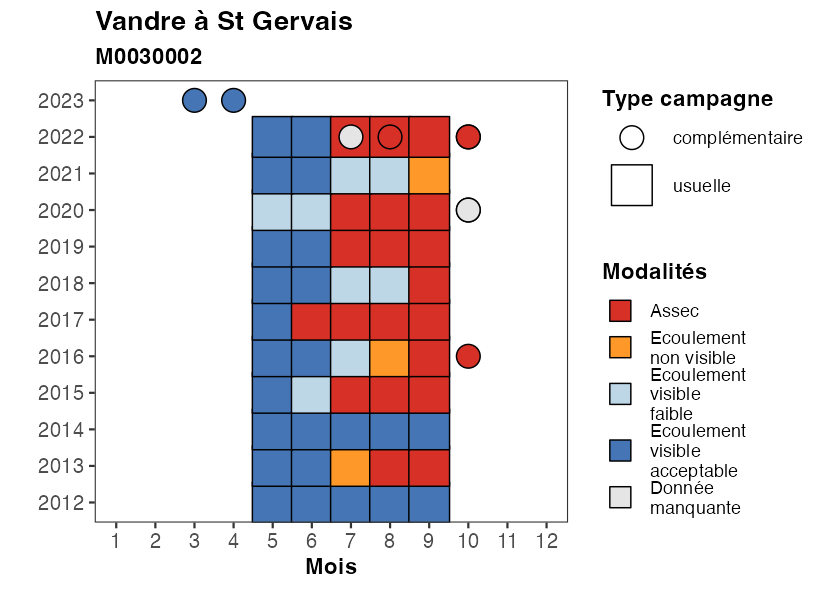 Vandre à St Gervais
M0030002
2023
2022
2021
2020
2019
2018
2017
2016
2015
2014
2013
2012
1 2 3 4 5 6 7 8 9 10 11 12
Mois
Type campagne
complémentaire
usuelle
Modalités
Assec
Ecoulement
non visible
Ecoulement
visible
faible
Ecoulement
visible
acceptable
Donnée
manquante